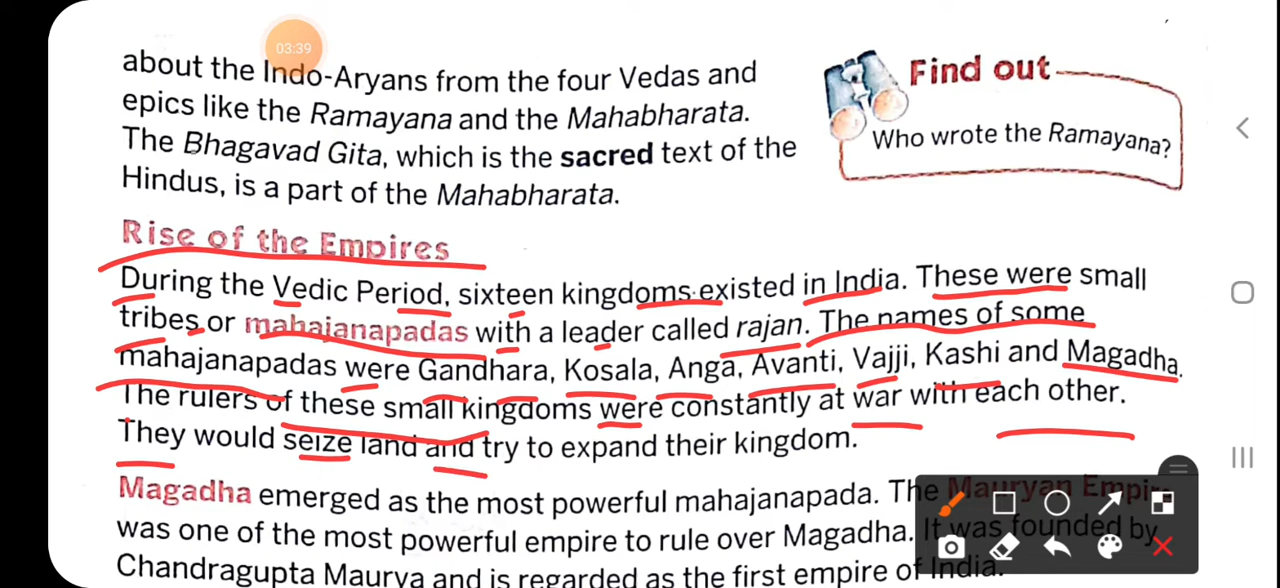 03:39
about the Indo-Aryans from the four Vedas and
epics like the Ramayana and the Mahabharata.
The Bhagavad Gita, which is the sacred text of the
Hindus, is a part of the Mahabharata.
Find out
Who wrote the Ramayana?
Rise of the Empires
During the Vedic Period, sixteen kingdoms existed in India. These were small
tribes or mahajanapadas with a leader called rajan. The names of some
mahajanapadas were Gandhara, Kosala, Anga, Avanti, Vajji, Kashi and Magadha.
The rulers of these small kingdoms were constantly at war with each other.
They would seize land and try to expand their kingdom.
Magadha emerged as the most powerful mahajanapada. The Mauryan Empire
was one of the most powerful empire to rule over Magadha. It was founded by
Chandragupta Maurya and is regarded as the first empire of India.